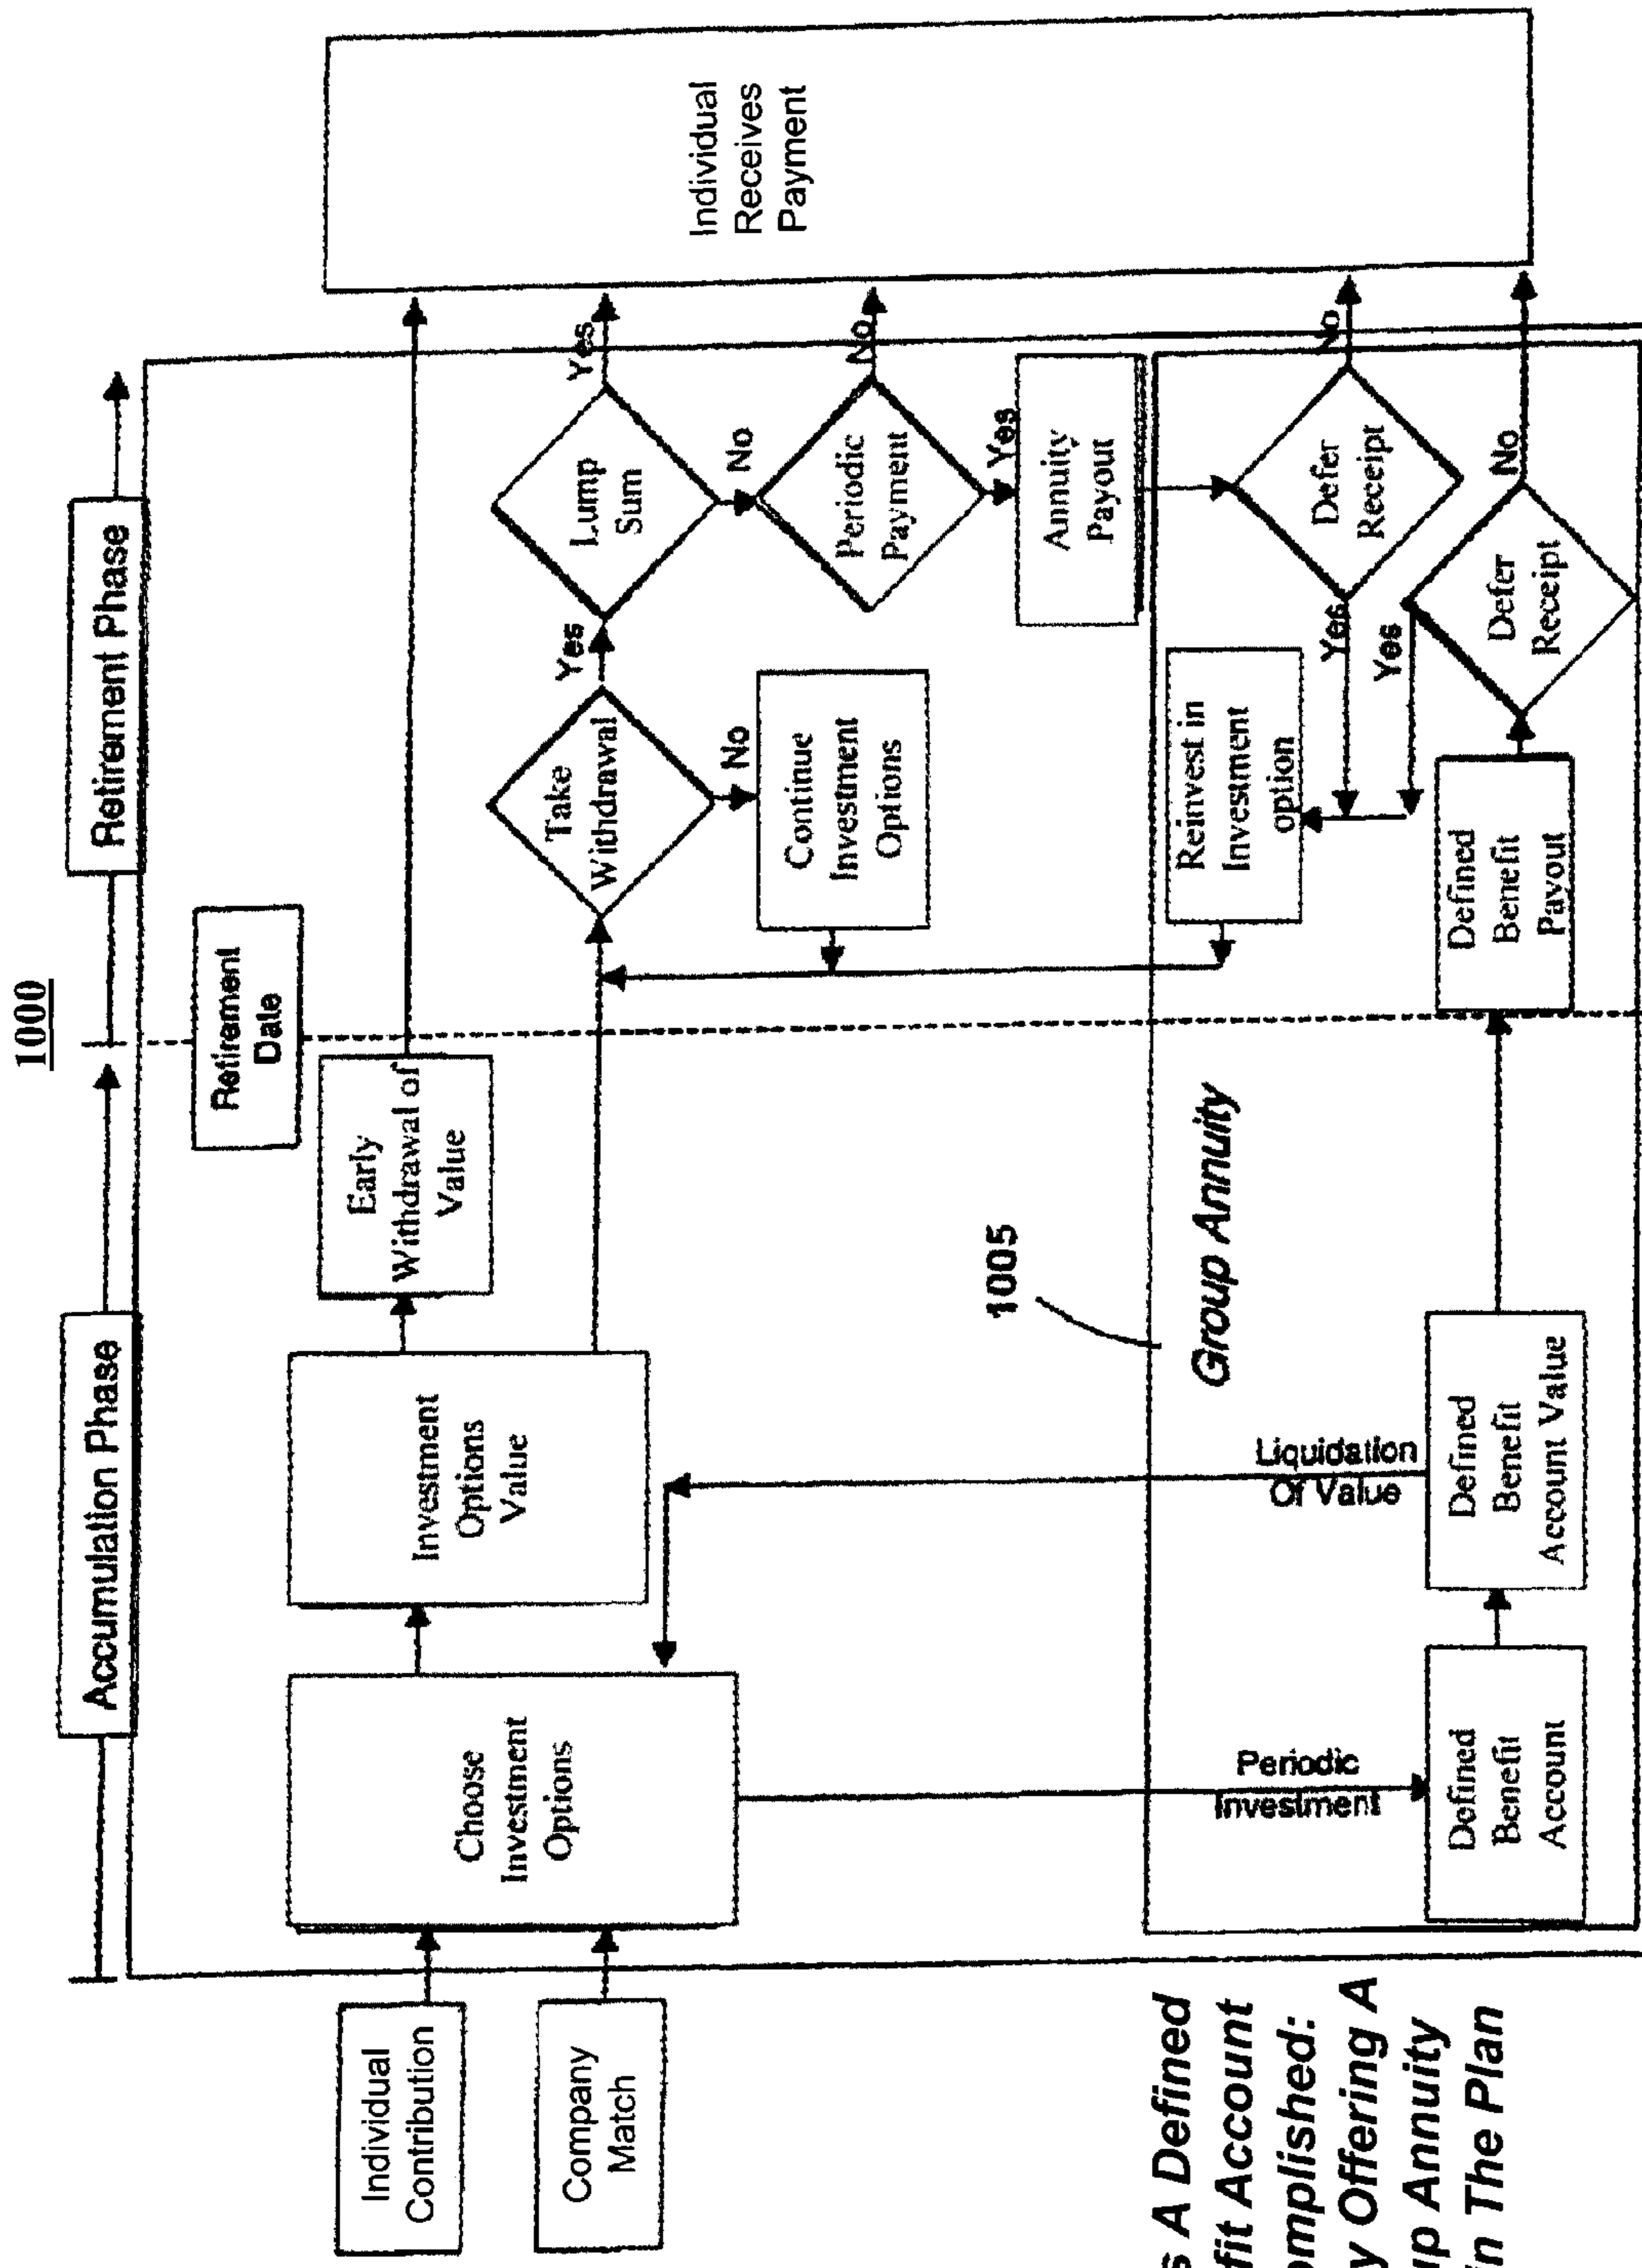 1000
Accumulation Phase
Retirement Phase
Retirement
Date
Individual
Contribution
Company
Match
Choose
Investment
Options
Investment
Options
Value
Early
Withdrawal of
Value
Take
Withdrawal
Yes
No
Continue
Investment
Options
Lump
Sum
Yes
No
Periodic
Payment
No
Yes
Annuity
Payout
Individual
Receives
Payment
1005
Group Annuity
Periodic
Investment
Liquidation
Of Value
Defined
Benefit
Account
Defined
Benefit
Account Value
Defined
Benefit
Payout
Reinvest in
Investment
option
Defer
Receipt
Yes
No
Defer
Receipt
Yes
No
A Defined
Account
Offering A
Annuity
The Plan